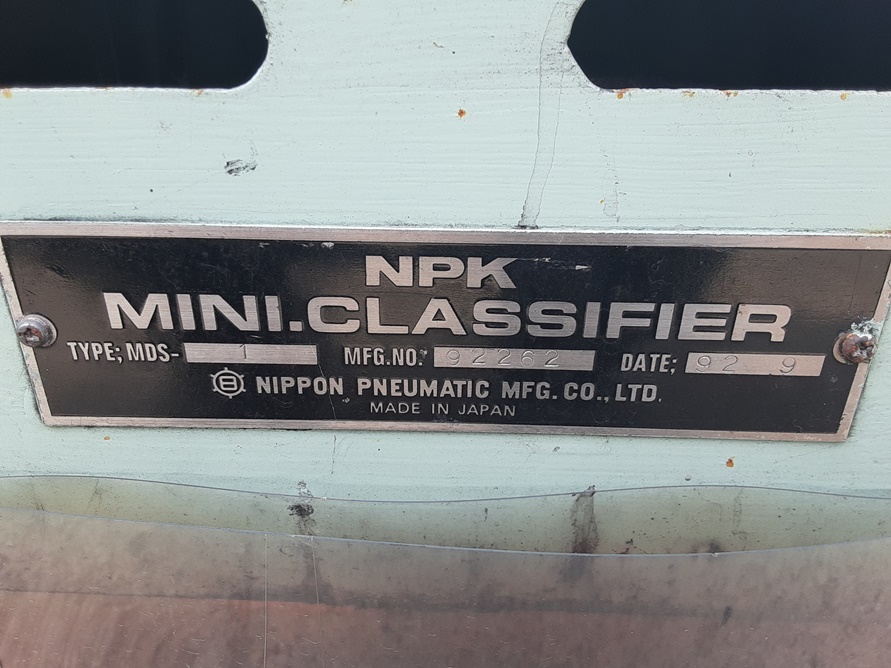 NPK
MINI.CLASSIFIER
TYPE; MDS- 1 MFG.NO. 92262 DATE; 92 9
NIPPON PNEUMATIC MFG. CO., LTD.
MADE IN JAPAN